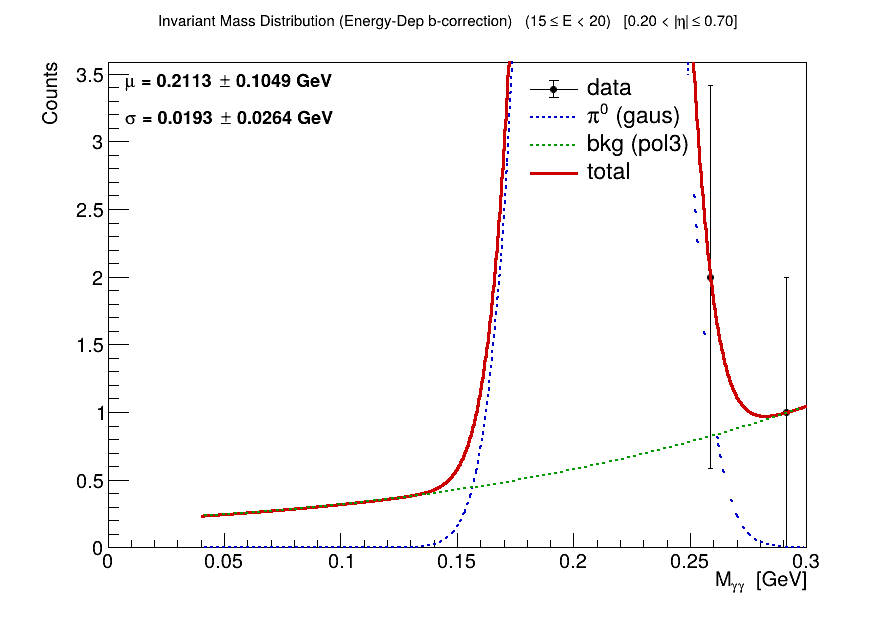 Invariant Mass Distribution (Energy-Dep b-correction) (15 ≤ E < 20) [0.20 < |η| ≤ 0.70]
Counts
3.5
3
2.5
2
1.5
1
0.5
0
μ = 0.2113 ± 0.1049 GeV
σ = 0.0193 ± 0.0264 GeV
data
π⁰ (gaus)
bkg (pol3)
total
0 0.05 0.1 0.15 0.2 0.25 0.3
Mγγ [GeV]